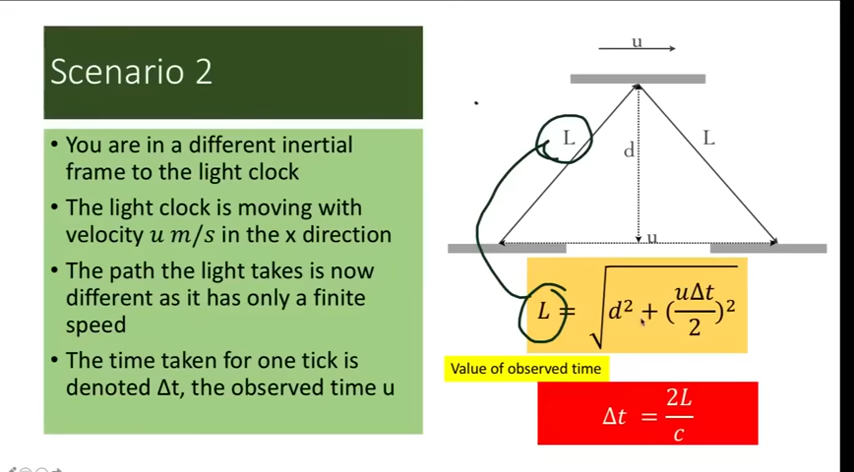 Scenario 2
• You are in a different inertial
frame to the light clock
• The light clock is moving with
velocity u m/s in the x direction
• The path the light takes is now
different as it has only a finite
speed
• The time taken for one tick is
denoted Δt, the observed time u
u
L
L
d
u
L = √(d² + (uΔt/2)²)
Value of observed time
Δt = 2L/c